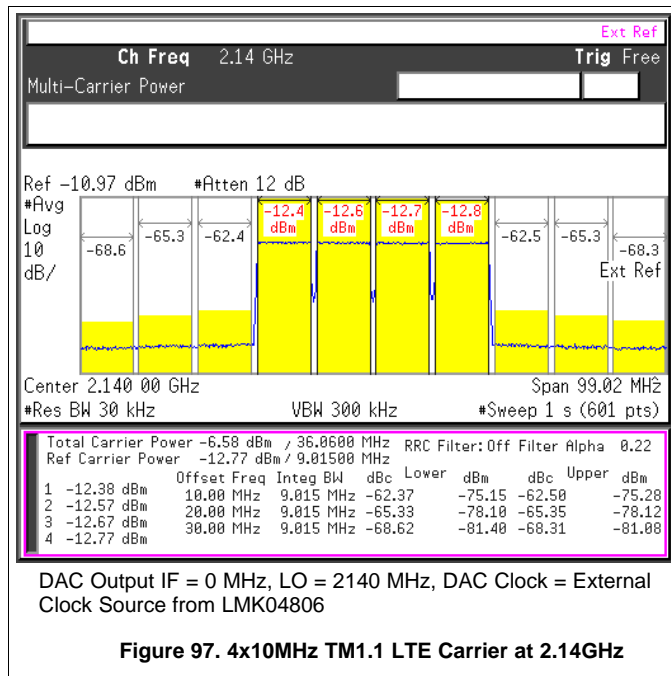 Ext Ref
Ch Freq 2.14 GHz Trig Free
Multi-Carrier Power
Ref -10.97 dBm #Atten 12 dB
#Avg
Log
10
dB/
-68.6 -65.3 -62.4 -12.4 dBm -12.6 dBm -12.7 dBm -12.8 dBm -62.5 -65.3 -68.3
Ext Ref
Center 2.140 00 GHz Span 99.02 MHz
#Res BW 30 kHz VBW 300 kHz #Sweep 1 s (601 pts)
Total Carrier Power -6.58 dBm / 36.0600 MHz RRC Filter: Off Filter Alpha 0.22
Ref Carrier Power -12.77 dBm/ 9.01500 MHz
Offset Freq Integ BW dBc Lower dBm dBc Upper dBm
1 -12.38 dBm 10.00 MHz 9.015 MHz -62.37 -75.15 -62.50 -75.28
2 -12.57 dBm 20.00 MHz 9.015 MHz -65.33 -78.10 -65.35 -78.12
3 -12.67 dBm 30.00 MHz 9.015 MHz -68.62 -81.40 -68.31 -81.08
4 -12.77 dBm
DAC Output IF = 0 MHz, LO = 2140 MHz, DAC Clock = External
Clock Source from LMK04806
Figure 97. 4x10MHz TM1.1 LTE Carrier at 2.14GHz